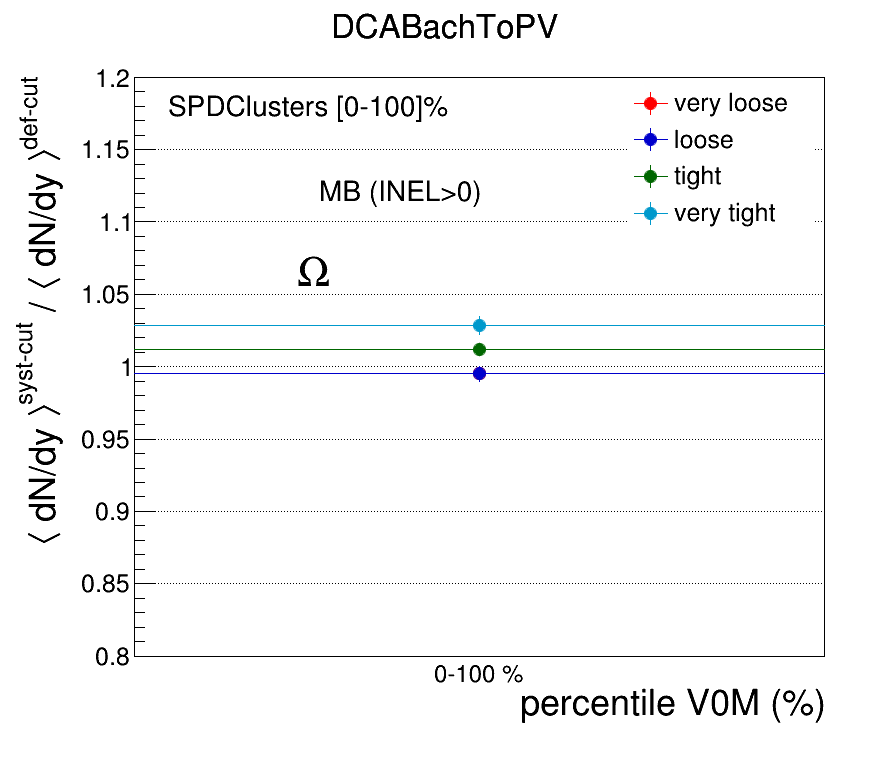 DCABachToPV
⟨ dN/dy ⟩^syst-cut / ⟨ dN/dy ⟩^def-cut
1.2
1.15
1.1
1.05
1
0.95
0.9
0.85
0.8
SPDClusters [0-100]%
MB (INEL>0)
Ω
very loose
loose
tight
very tight
0-100 %
percentile V0M (%)